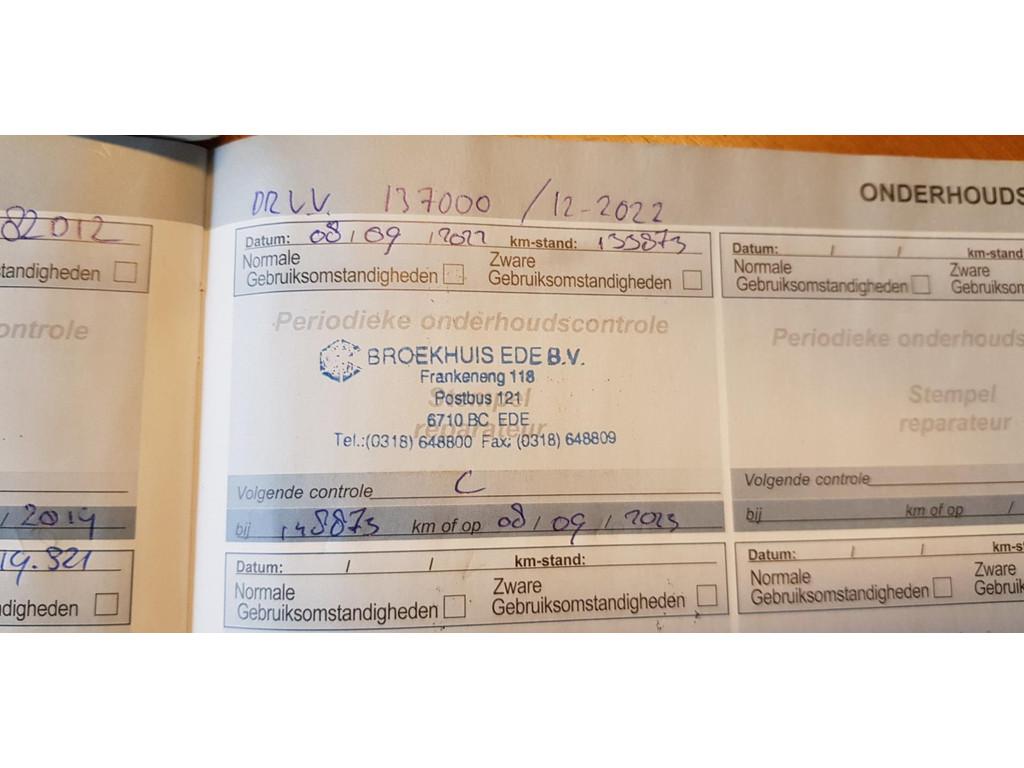 DR V.V. 137000 / 12-2022
ONDERHOUDS
82012
tandigheden
ontrole
/ 2019
19.321
digheden
Datum: 08 / 09 / 2022 km-stand: 133873
Normale Gebruiksomstandigheden Zware Gebruiksomstandigheden
Periodieke onderhoudscontrole
BROEKHUIS EDE B.V.
Frankeneng 118
Stempel
Postbus 121
6710 BC EDE
reparateur
Tel.:(0318) 648800 Fax: (0318) 648809
Volgende controle C
bij 148873 km of op 08 / 09 / 2023
Datum: / / km-stand:
Normale Zware
Gebruiksomstandigheden Gebruiksomstandigheden
Datum: / / km-stand
Normale Zware
Gebruiksomstandigheden Gebruiks
Periodieke onderhouds
Stempel
reparateur
Volgende controle
bij km of op /
Datum: / / km-s
Normale Zware
Gebruiksomstandigheden Gebruik